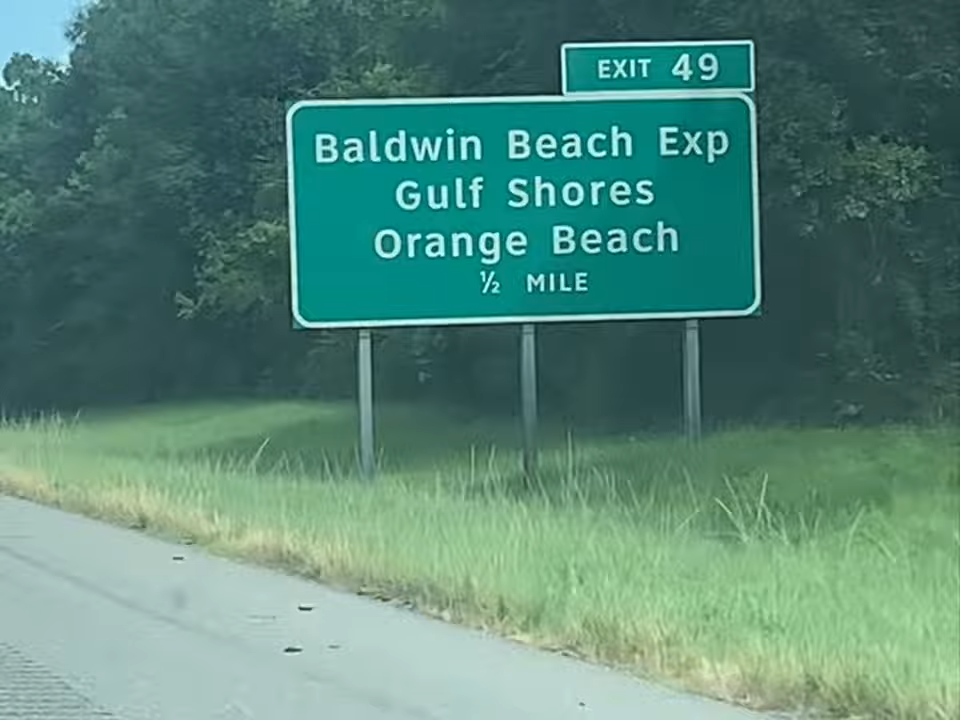 EXIT 49
Baldwin Beach Exp
Gulf Shores
Orange Beach
½ MILE